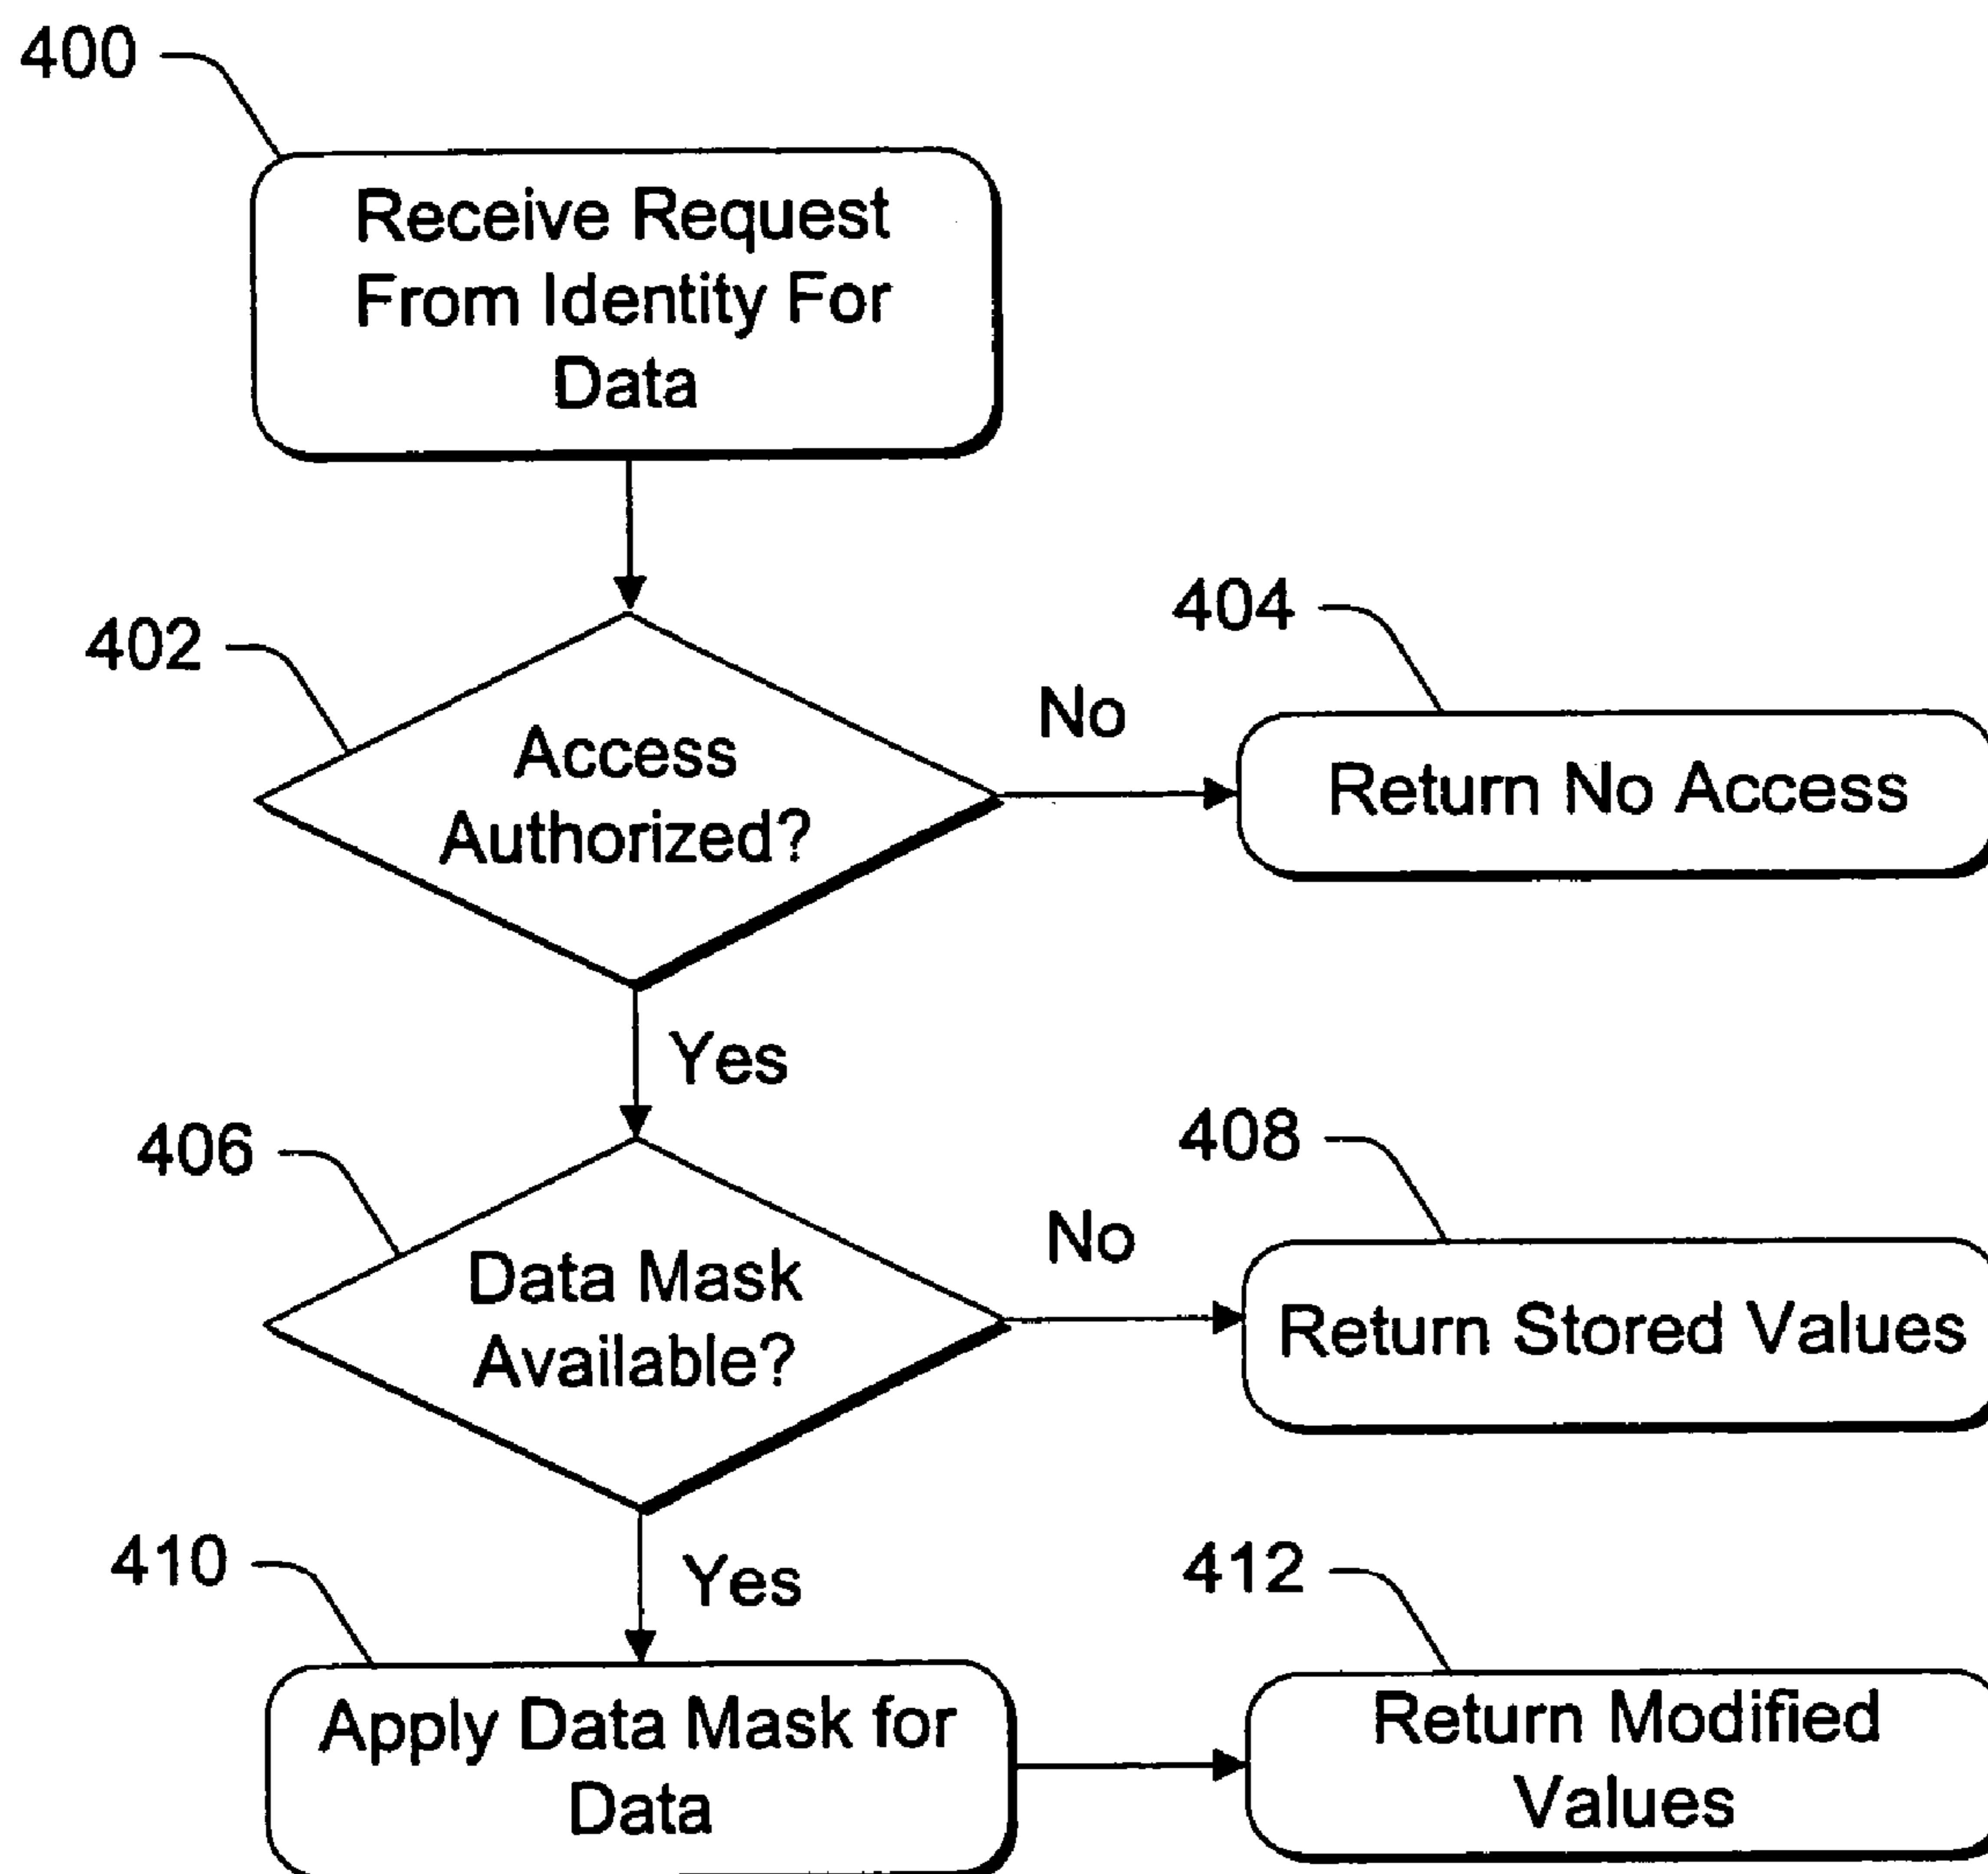 400
Receive Request
From Identity For
Data
402
Access
Authorized?
No
404
Return No Access
Yes
406
Data Mask
Available?
No
408
Return Stored Values
Yes
410
Apply Data Mask for
Data
412
Return Modified
Values